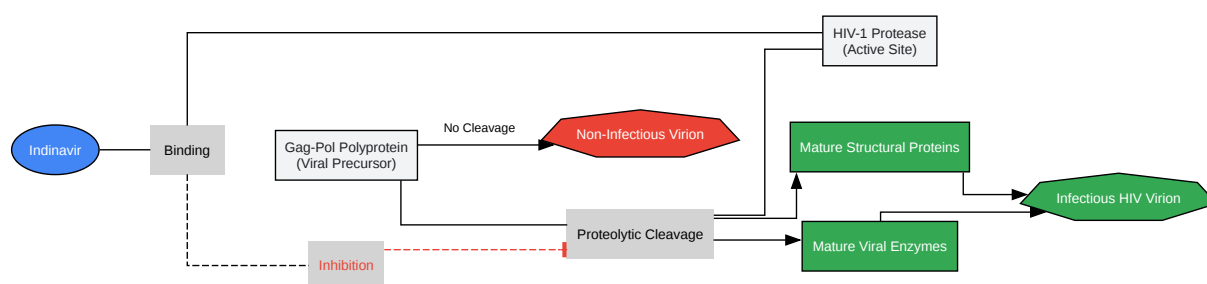 HIV-1 Protease
(Active Site)
No Cleavage
Non-Infectious Virion
Indinavir
Binding
Gag-Pol Polyprotein
(Viral Precursor)
Mature Structural Proteins
Infectious HIV Virion
Proteolytic Cleavage
Mature Viral Enzymes
Inhibition